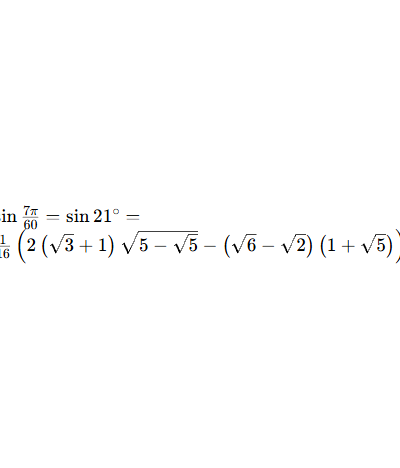 in 7π/60 = sin 21° =
1/16 (2 (√3 + 1) √(5 − √5) − (√6 − √2) (1 + √5))